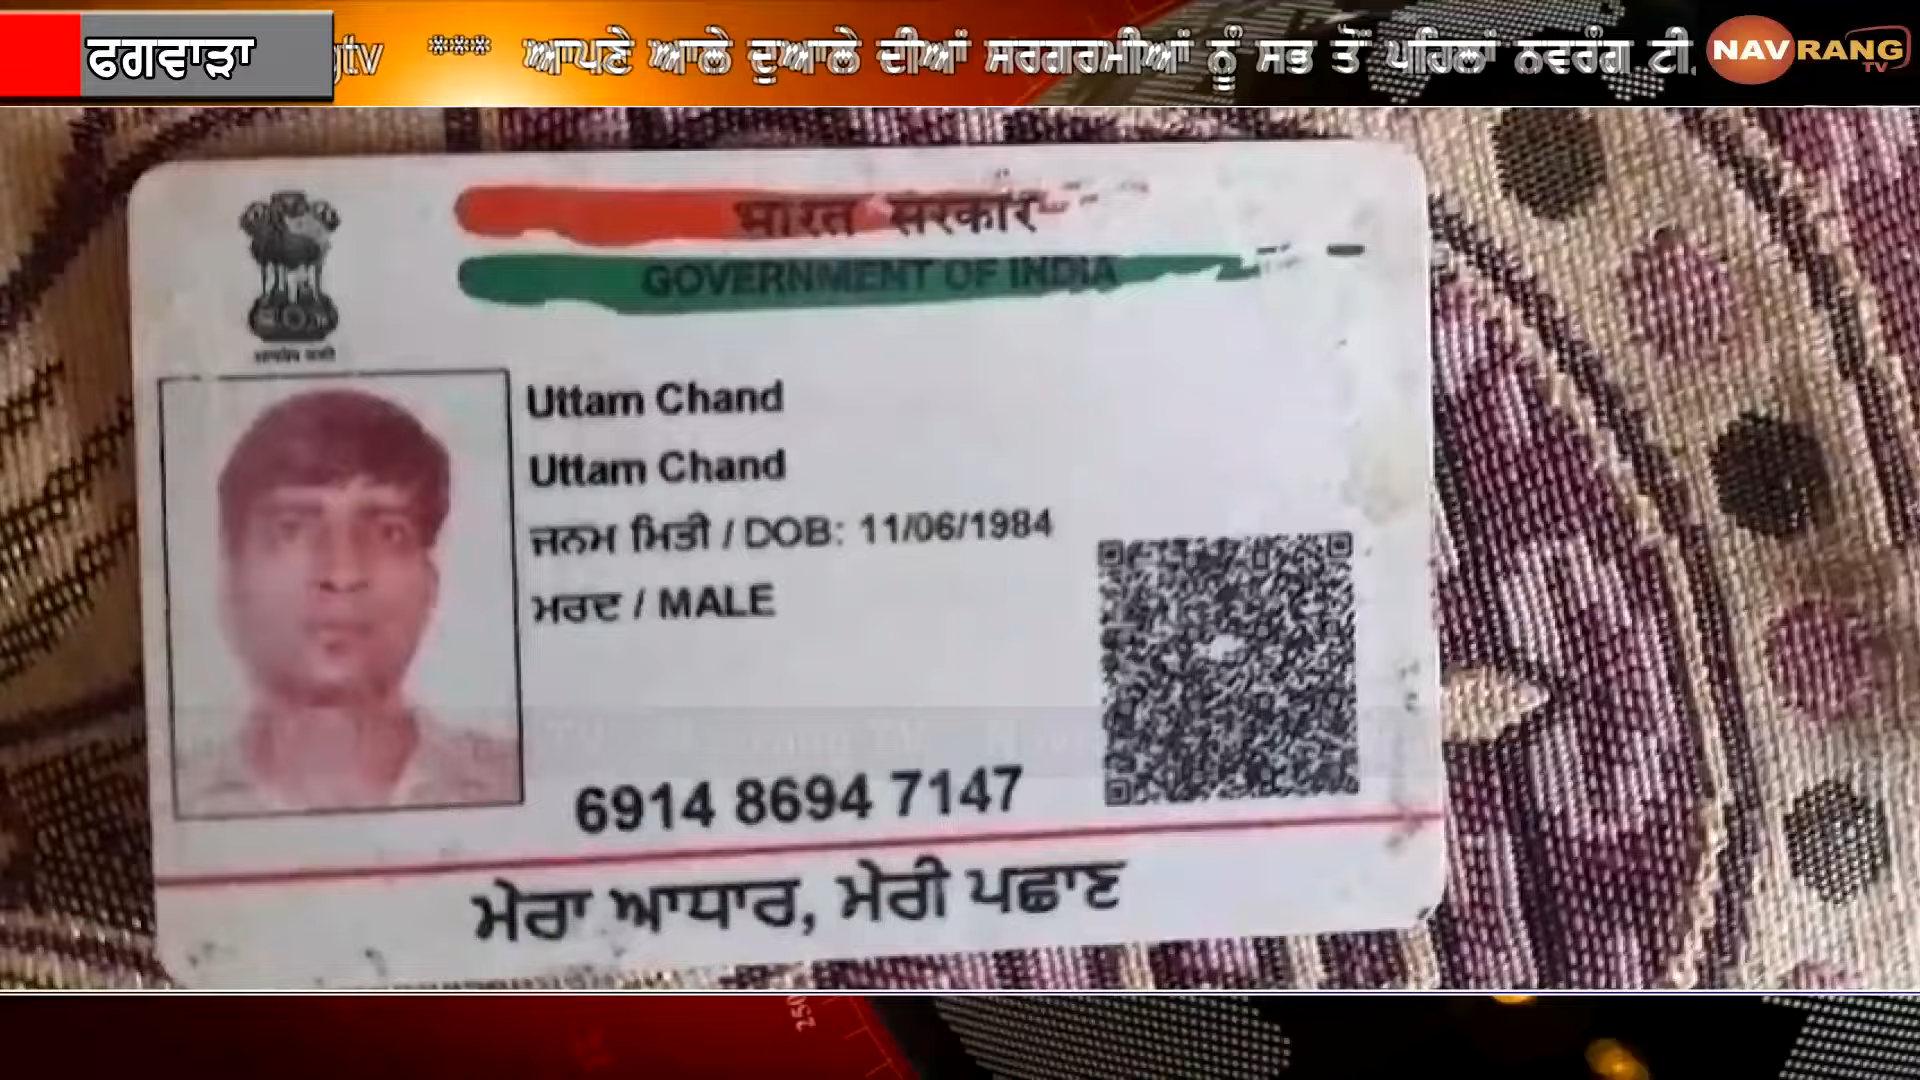 ਫਗਵਾੜਾ
tv *** ਆਪਣੇ ਆਲੇ ਦੁਆਲੇ ਦੀਆਂ ਸਰਗਰਮੀਆਂ ਨੂੰ ਸਭ ਤੋਂ ਪਹਿਲਾਂ ਨਵਰੰਗ ਟੀ
NAVRANG TV
भारत सरकार
GOVERNMENT OF INDIA
Uttam Chand
Uttam Chand
ਜਨਮ ਮਿਤੀ / DOB: 11/06/1984
ਮਰਦ / MALE
6914 8694 7147
ਮੇਰਾ ਆਧਾਰ, ਮੇਰੀ ਪਛਾਣ